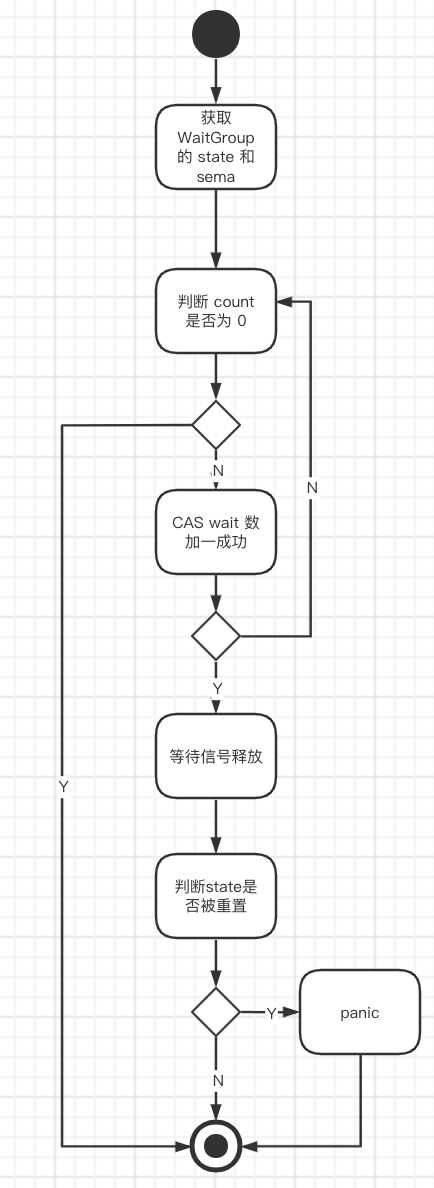 获取
WaitGroup
的 state 和
sema
判断 count
是否为 0
N
CAS wait 数
加一成功
N
Y
等待信号释放
Y
判断state是
否被重置
Y
panic
N